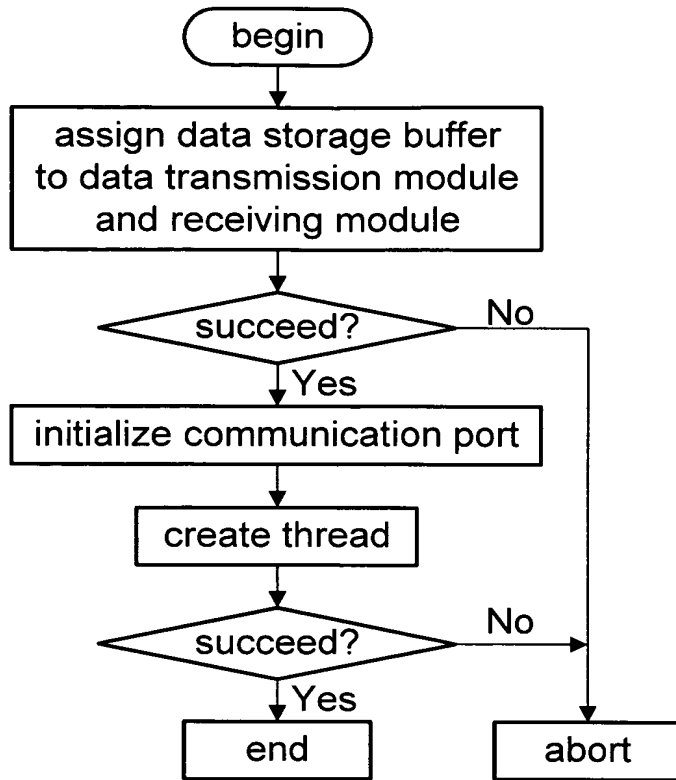 begin
assign data storage buffer
to data transmission module
and receiving module
succeed?
No
Yes
initialize communication port
create thread
succeed?
No
Yes
end
abort